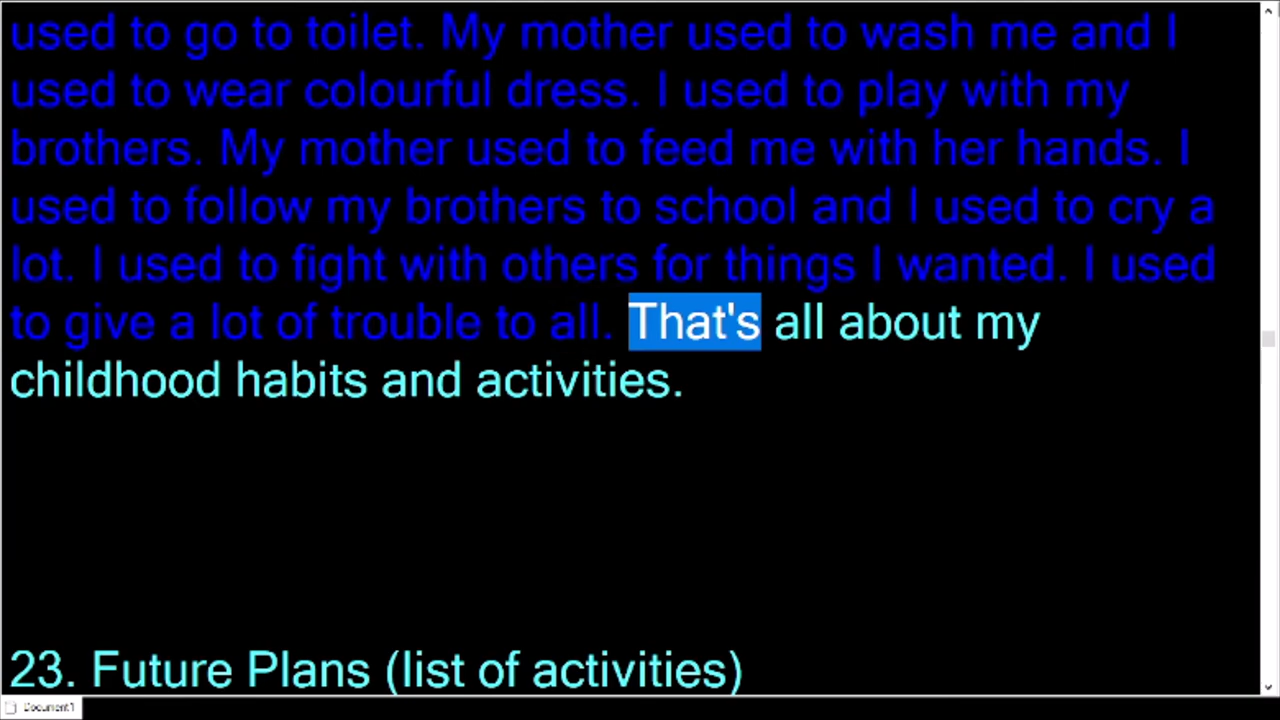 used to go to toilet. My mother used to wash me and I
used to wear colourful dress. I used to play with my
brothers. My mother used to feed me with her hands. I
used to follow my brothers to school and I used to cry a
lot. I used to fight with others for things I wanted. I used
to give a lot of trouble to all. That's all about my
childhood habits and activities.
23. Future Plans (list of activities)
Document1